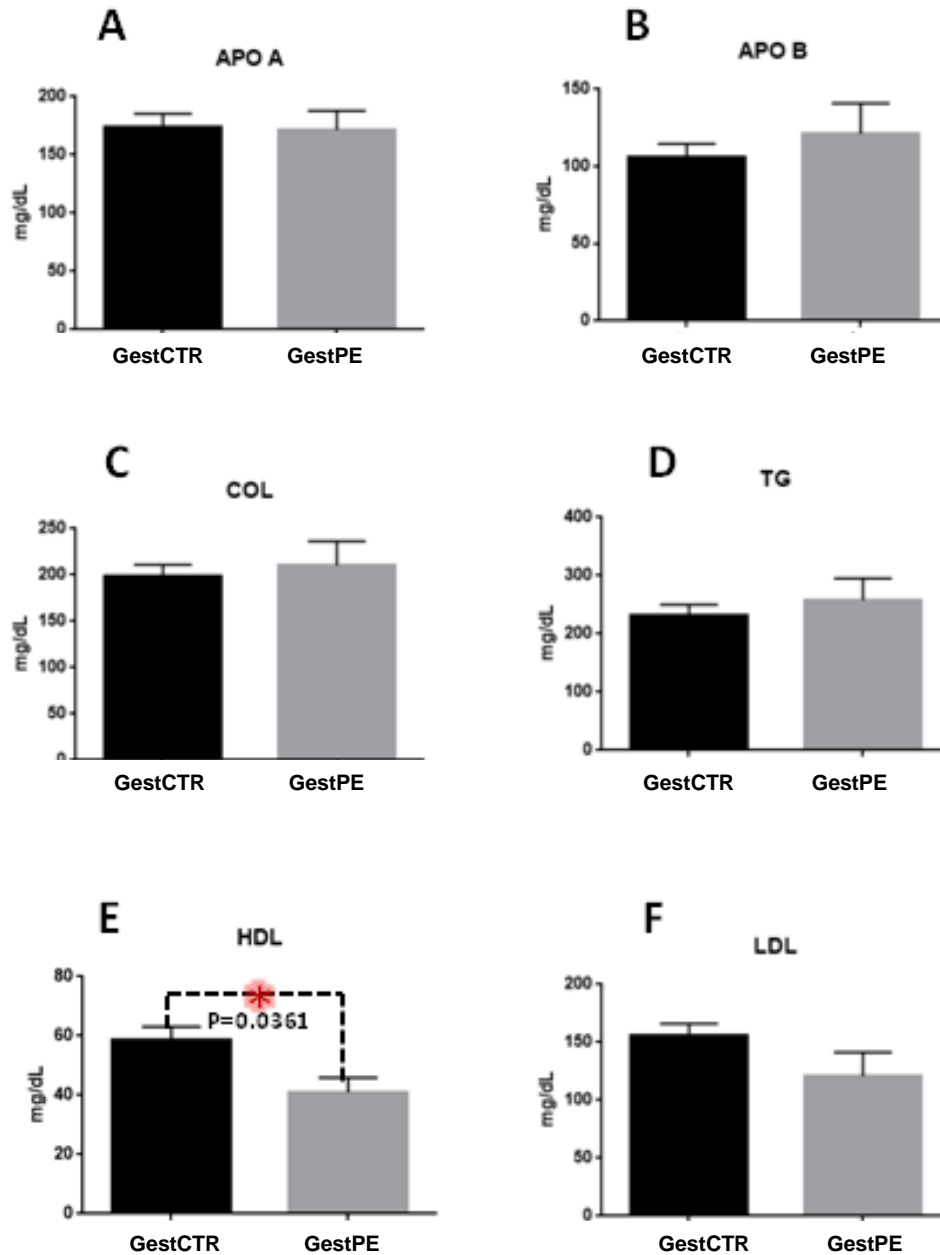 A
APO A
200
150
100
50
0
mg/dL
GestCTR GestPE
B
APO B
150
100
50
0
mg/dL
GestCTR GestPE
C
COL
250
200
150
100
50
0
mg/dL
GestCTR GestPE
D
TG
400
300
200
100
0
mg/dL
GestCTR GestPE
E
HDL
80
60
40
20
0
mg/dL
*
P=0.0361
GestCTR GestPE
F
LDL
200
150
100
50
0
mg/dL
GestCTR GestPE